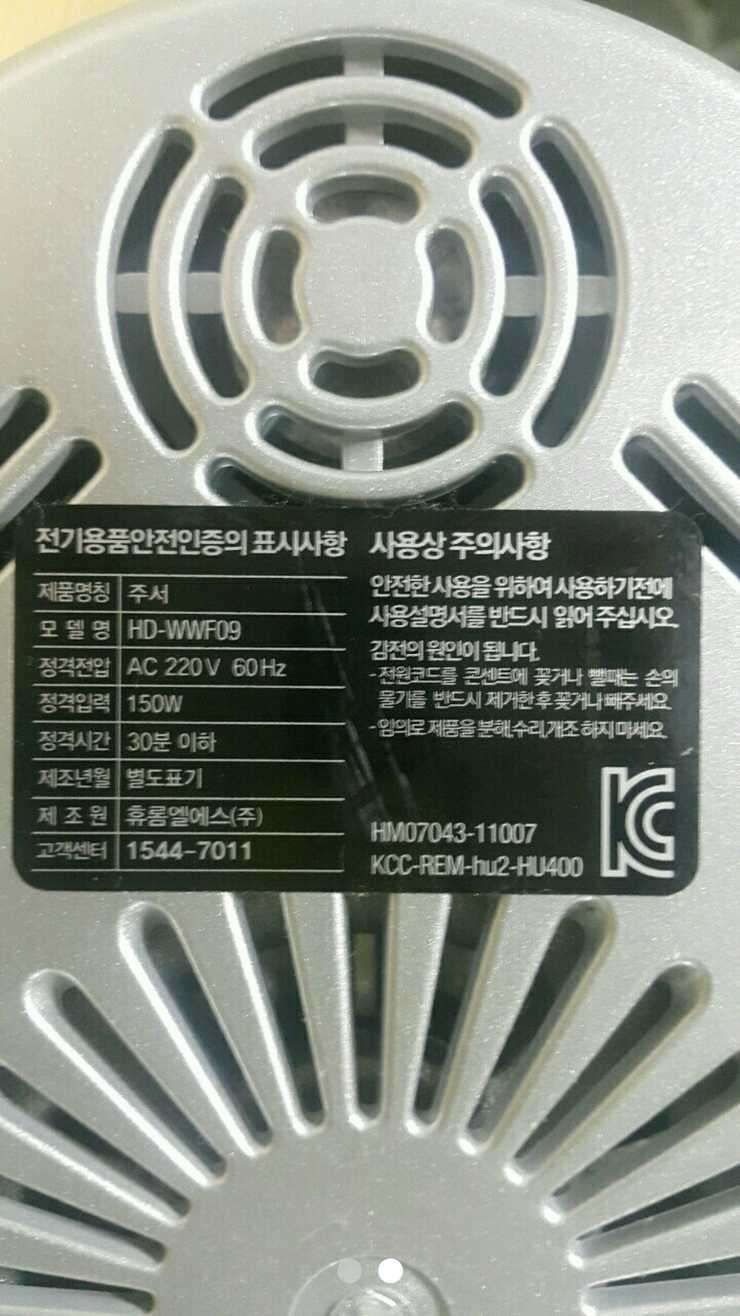 전기용품안전인증의 표시사항
제품명칭 주서
모 델 명 HD-WWF09
정격전압 AC 220V 60Hz
정격입력 150W
정격시간 30분 이하
제조년월 별도표기
제 조 원 휴롬엘에스(주)
고객센터 1544-7011
사용상 주의사항
안전한 사용을 위하여 사용하기전에
사용설명서를 반드시 읽어 주십시오.
감전의 원인이 됩니다.
-전원코드를 콘센트에 꽂거나 뺄때는 손의
물기를 반드시 제거한 후 꽂거나 빼주세요.
-임의로 제품을 분해,수리,개조 하지 마세요.
HM07043-11007
KCC-REM-hu2-HU400
KC